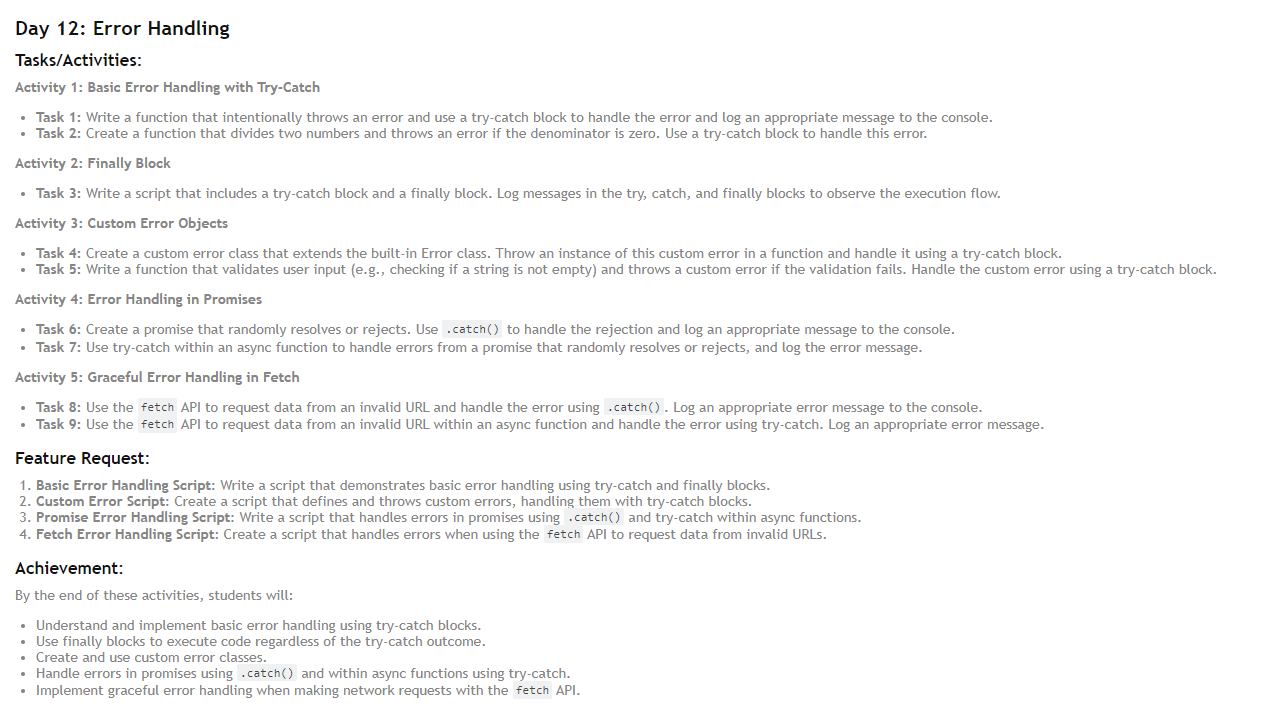 Day 12: Error Handling
Tasks/Activities:
Activity 1: Basic Error Handling with Try-Catch
• Task 1: Write a function that intentionally throws an error and use a try-catch block to handle the error and log an appropriate message to the console.
• Task 2: Create a function that divides two numbers and throws an error if the denominator is zero. Use a try-catch block to handle this error.
Activity 2: Finally Block
• Task 3: Write a script that includes a try-catch block and a finally block. Log messages in the try, catch, and finally blocks to observe the execution flow.
Activity 3: Custom Error Objects
• Task 4: Create a custom error class that extends the built-in Error class. Throw an instance of this custom error in a function and handle it using a try-catch block.
• Task 5: Write a function that validates user input (e.g., checking if a string is not empty) and throws a custom error if the validation fails. Handle the custom error using a try-catch block.
Activity 4: Error Handling in Promises
• Task 6: Create a promise that randomly resolves or rejects. Use .catch() to handle the rejection and log an appropriate message to the console.
• Task 7: Use try-catch within an async function to handle errors from a promise that randomly resolves or rejects, and log the error message.
Activity 5: Graceful Error Handling in Fetch
• Task 8: Use the fetch API to request data from an invalid URL and handle the error using .catch(). Log an appropriate error message to the console.
• Task 9: Use the fetch API to request data from an invalid URL within an async function and handle the error using try-catch. Log an appropriate error message.
Feature Request:
1. Basic Error Handling Script: Write a script that demonstrates basic error handling using try-catch and finally blocks.
2. Custom Error Script: Create a script that defines and throws custom errors, handling them with try-catch blocks.
3. Promise Error Handling Script: Write a script that handles errors in promises using .catch() and try-catch within async functions.
4. Fetch Error Handling Script: Create a script that handles errors when using the fetch API to request data from invalid URLs.
Achievement:
By the end of these activities, students will:
• Understand and implement basic error handling using try-catch blocks.
• Use finally blocks to execute code regardless of the try-catch outcome.
• Create and use custom error classes.
• Handle errors in promises using .catch() and within async functions using try-catch.
• Implement graceful error handling when making network requests with the fetch API.